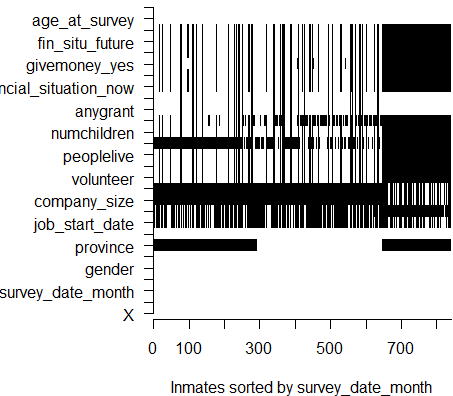 age_at_survey
fin_situ_future
givemoney_yes
ncial_situation_now
anygrant
numchildren
peoplelive
volunteer
company_size
job_start_date
province
gender
survey_date_month
X
0 100 300 500 700
Inmates sorted by survey_date_month